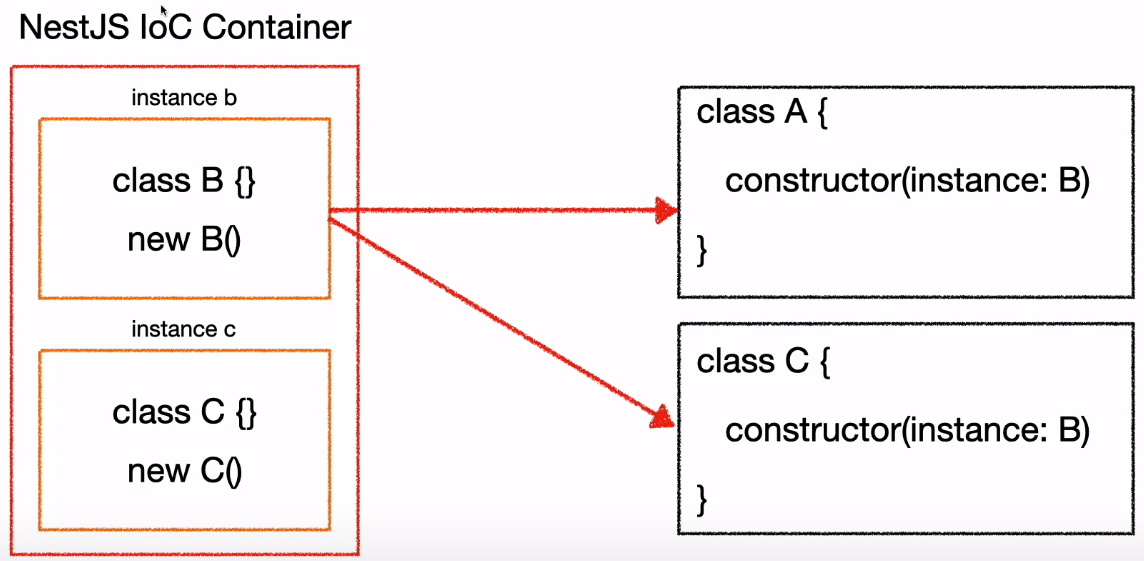 NestJS IoC Container
instance b
class B {}
new B()
instance c
class C {}
new C()
class A {
constructor(instance: B)
}
class C {
constructor(instance: B)
}